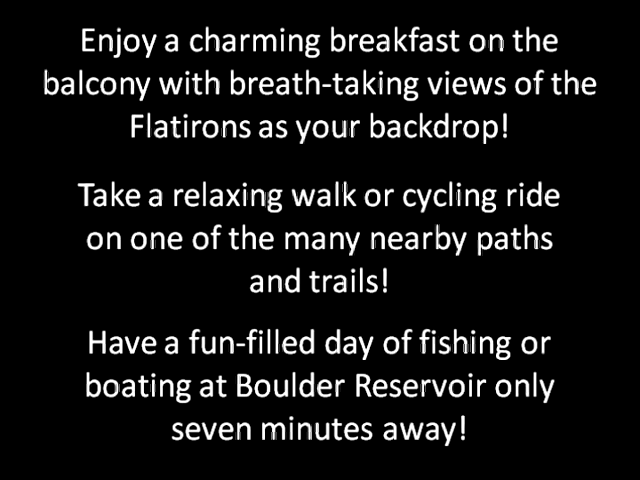 Enjoy a charming breakfast on the
balcony with breath-taking views of the
Flatirons as your backdrop!
Take a relaxing walk or cycling ride
on one of the many nearby paths
and trails!
Have a fun-filled day of fishing or
boating at Boulder Reservoir only
seven minutes away!